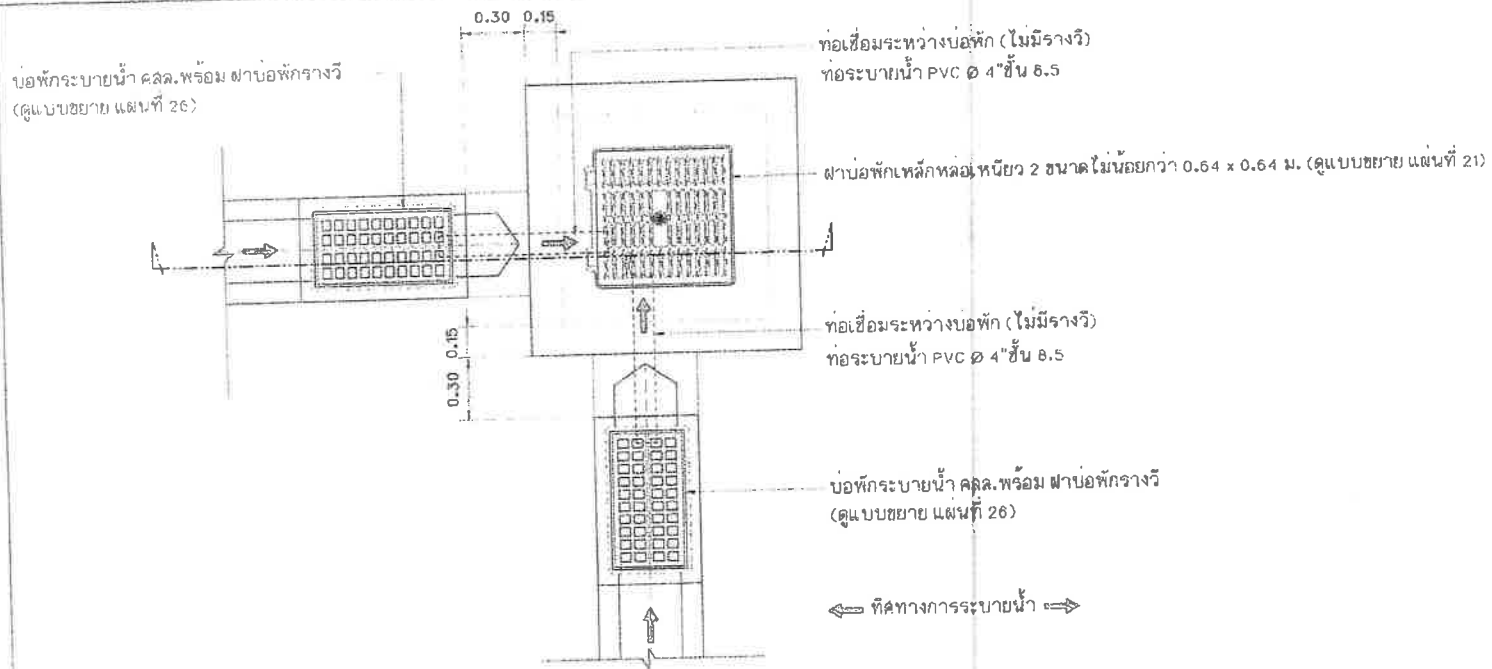 0.30 0.15
ท่อเชื่อมระหว่างบ่อพัก (ไม่มีรางวี)
ท่อระบายน้ำ PVC Ø 4"ชั้น 8.5
บ่อพักระบายน้ำ คสล.พร้อม ฝาบ่อพักรางวี
(ดูแบบขยาย แผ่นที่ 26)
ฝาบ่อพักเหล็กหล่อเหนียว 2 ขนาดไม่น้อยกว่า 0.64 x 0.64 ม. (ดูแบบขยาย แผ่นที่ 21)
0.15
0.30
ท่อเชื่อมระหว่างบ่อพัก (ไม่มีรางวี)
ท่อระบายน้ำ PVC Ø 4"ชั้น 8.5
บ่อพักระบายน้ำ คสล.พร้อม ฝาบ่อพักรางวี
(ดูแบบขยาย แผ่นที่ 26)
ทิศทางการระบายน้ำ